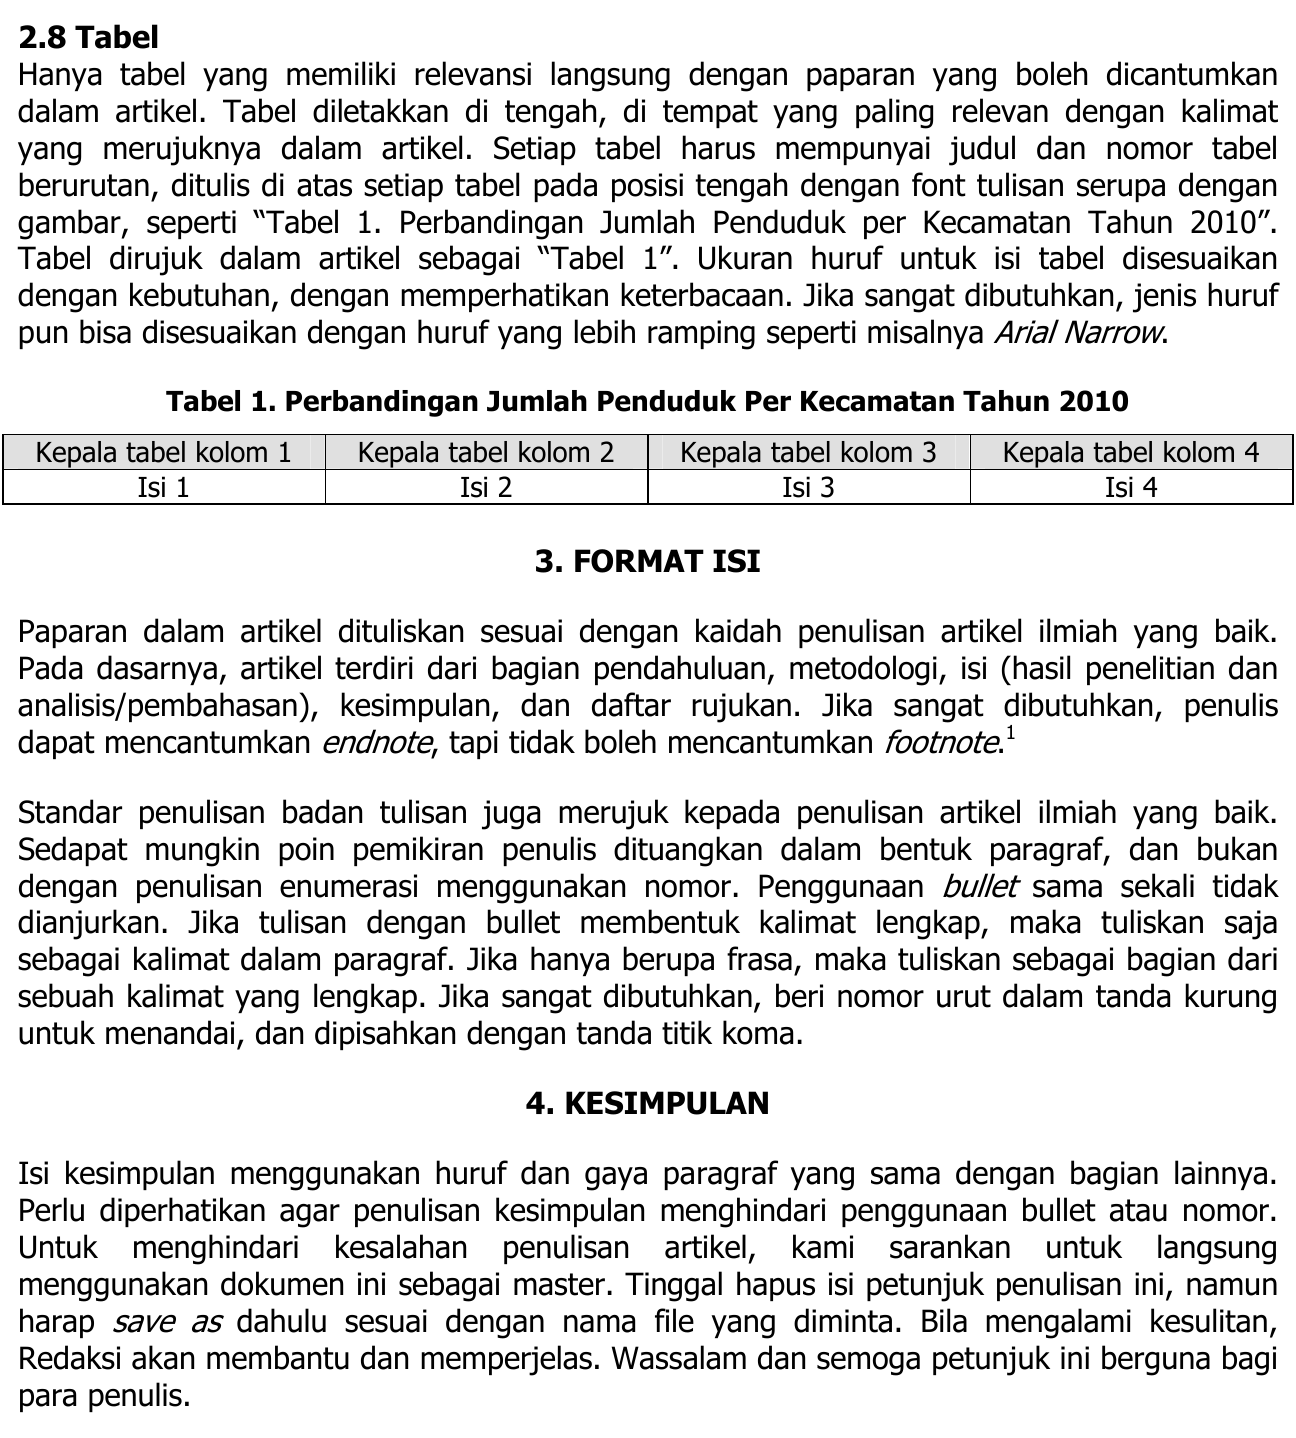 2.8 Tabel
Hanya tabel yang memiliki relevansi langsung dengan paparan yang boleh dicantumkan
dalam artikel. Tabel diletakkan di tengah, di tempat yang paling relevan dengan kalimat
yang merujuknya dalam artikel. Setiap tabel harus mempunyai judul dan nomor tabel
berurutan, ditulis di atas setiap tabel pada posisi tengah dengan font tulisan serupa dengan
gambar, seperti “Tabel 1. Perbandingan Jumlah Penduduk per Kecamatan Tahun 2010”.
Tabel dirujuk dalam artikel sebagai “Tabel 1”. Ukuran huruf untuk isi tabel disesuaikan
dengan kebutuhan, dengan memperhatikan keterbacaan. Jika sangat dibutuhkan, jenis huruf
pun bisa disesuaikan dengan huruf yang lebih ramping seperti misalnya Arial Narrow.
Tabel 1. Perbandingan Jumlah Penduduk Per Kecamatan Tahun 2010
Kepala tabel kolom 1 Kepala tabel kolom 2 Kepala tabel kolom 3 Kepala tabel kolom 4
Isi 1 Isi 2 Isi 3 Isi 4
3. FORMAT ISI
Paparan dalam artikel dituliskan sesuai dengan kaidah penulisan artikel ilmiah yang baik.
Pada dasarnya, artikel terdiri dari bagian pendahuluan, metodologi, isi (hasil penelitian dan
analisis/pembahasan), kesimpulan, dan daftar rujukan. Jika sangat dibutuhkan, penulis
dapat mencantumkan endnote, tapi tidak boleh mencantumkan footnote.¹
Standar penulisan badan tulisan juga merujuk kepada penulisan artikel ilmiah yang baik.
Sedapat mungkin poin pemikiran penulis dituangkan dalam bentuk paragraf, dan bukan
dengan penulisan enumerasi menggunakan nomor. Penggunaan bullet sama sekali tidak
dianjurkan. Jika tulisan dengan bullet membentuk kalimat lengkap, maka tuliskan saja
sebagai kalimat dalam paragraf. Jika hanya berupa frasa, maka tuliskan sebagai bagian dari
sebuah kalimat yang lengkap. Jika sangat dibutuhkan, beri nomor urut dalam tanda kurung
untuk menandai, dan dipisahkan dengan tanda titik koma.
4. KESIMPULAN
Isi kesimpulan menggunakan huruf dan gaya paragraf yang sama dengan bagian lainnya.
Perlu diperhatikan agar penulisan kesimpulan menghindari penggunaan bullet atau nomor.
Untuk menghindari kesalahan penulisan artikel, kami sarankan untuk langsung
menggunakan dokumen ini sebagai master. Tinggal hapus isi petunjuk penulisan ini, namun
harap save as dahulu sesuai dengan nama file yang diminta. Bila mengalami kesulitan,
Redaksi akan membantu dan memperjelas. Wassalam dan semoga petunjuk ini berguna bagi
para penulis.